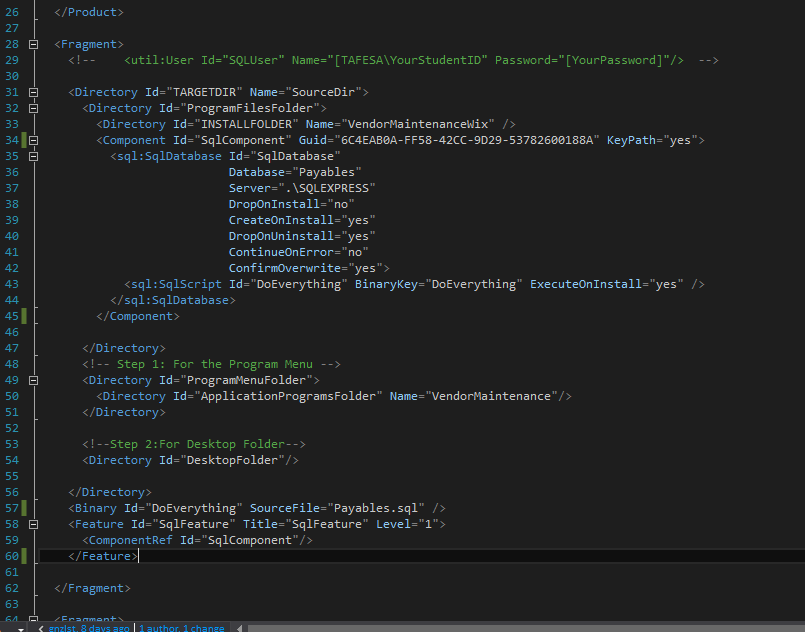 26 </Product>
27
28 <Fragment>
29 <!-- <util:User Id="SQLUser" Name="[TAFESA\YourStudentID" Password="[YourPassword]"/> -->
30
31 <Directory Id="TARGETDIR" Name="SourceDir">
32 <Directory Id="ProgramFilesFolder">
33 <Directory Id="INSTALLFOLDER" Name="VendorMaintenanceWix" />
34 <Component Id="SqlComponent" Guid="6C4EAB0A-FF58-42CC-9D29-53782600188A" KeyPath="yes">
35 <sql:SqlDatabase Id="SqlDatabase"
36 Database="Payables"
37 Server=".\SQLEXPRESS"
38 DropOnInstall="no"
39 CreateOnInstall="yes"
40 DropOnUninstall="yes"
41 ContinueOnError="no"
42 ConfirmOverwrite="yes">
43 <sql:SqlScript Id="DoEverything" BinaryKey="DoEverything" ExecuteOnInstall="yes" />
44 </sql:SqlDatabase>
45 </Component>
46
47 </Directory>
48 <!-- Step 1: For the Program Menu -->
49 <Directory Id="ProgramMenuFolder">
50 <Directory Id="ApplicationProgramsFolder" Name="VendorMaintenance"/>
51 </Directory>
52
53 <!--Step 2:For Desktop Folder-->
54 <Directory Id="DesktopFolder"/>
55
56 </Directory>
57 <Binary Id="DoEverything" SourceFile="Payables.sql" />
58 <Feature Id="SqlFeature" Title="SqlFeature" Level="1">
59 <ComponentRef Id="SqlComponent"/>
60 </Feature>
61
62 </Fragment>
63
64 <Fragment>
gnzlst, 8 days ago | 1 author, 1 change